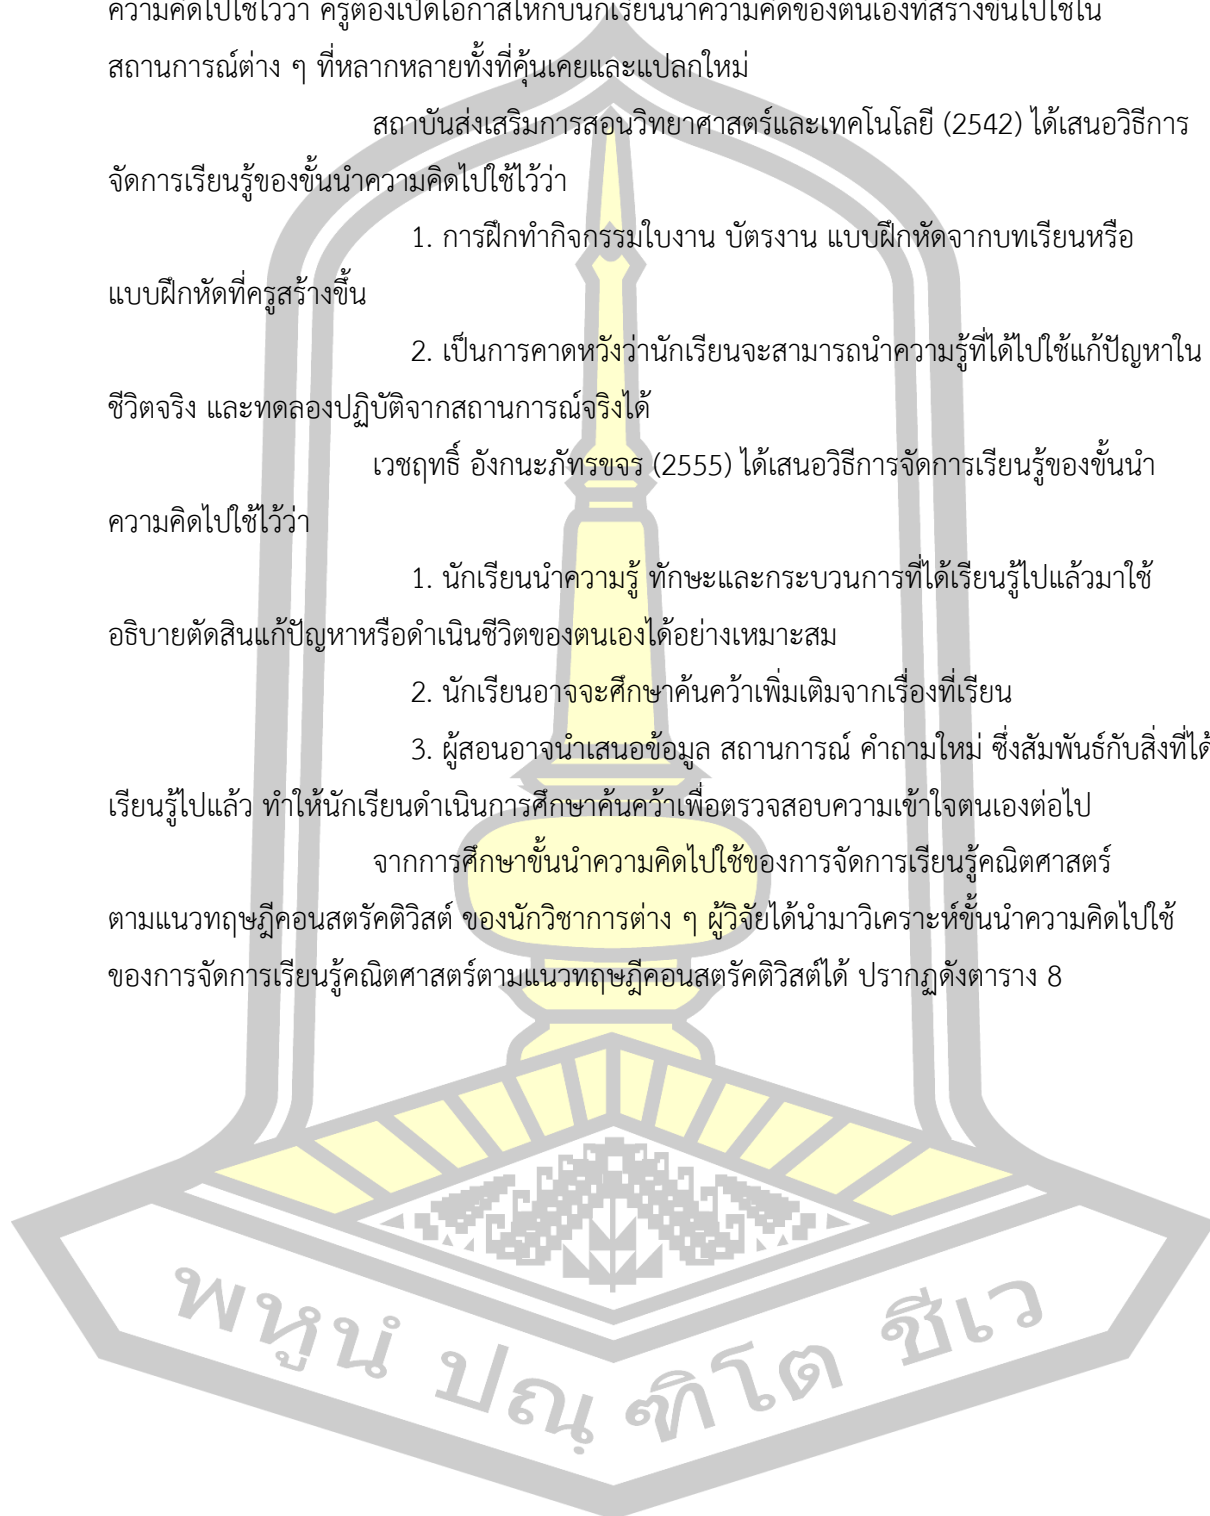 ความคิดไปใช้ไว้ว่า ครูต้องเปิดโอกาสให้กับนักเรียนนำความคิดของตนเองที่สร้างขึ้นไปใช้ใน
สถานการณ์ต่าง ๆ ที่หลากหลายทั้งที่คุ้นเคยและแปลกใหม่
สถาบันส่งเสริมการสอนวิทยาศาสตร์และเทคโนโลยี (2542) ได้เสนอวิธีการ
จัดการเรียนรู้ของขั้นนำความคิดไปใช้ไว้ว่า
1. การฝึกทำกิจกรรมใบงาน บัตรงาน แบบฝึกหัดจากบทเรียนหรือ
แบบฝึกหัดที่ครูสร้างขึ้น
2. เป็นการคาดหวังว่านักเรียนจะสามารถนำความรู้ที่ได้ไปใช้แก้ปัญหาใน
ชีวิตจริง และทดลองปฏิบัติจากสถานการณ์จริงได้
เวชฤทธิ์ อังกนะภัทรขจร (2555) ได้เสนอวิธีการจัดการเรียนรู้ของขั้นนำ
ความคิดไปใช้ไว้ว่า
1. นักเรียนนำความรู้ ทักษะและกระบวนการที่ได้เรียนรู้ไปแล้วมาใช้
อธิบายตัดสินแก้ปัญหาหรือดำเนินชีวิตของตนเองได้อย่างเหมาะสม
2. นักเรียนอาจจะศึกษาค้นคว้าเพิ่มเติมจากเรื่องที่เรียน
3. ผู้สอนอาจนำเสนอข้อมูล สถานการณ์ คำถามใหม่ ซึ่งสัมพันธ์กับสิ่งที่ได้
เรียนรู้ไปแล้ว ทำให้นักเรียนดำเนินการศึกษาค้นคว้าเพื่อตรวจสอบความเข้าใจตนเองต่อไป
จากการศึกษาขั้นนำความคิดไปใช้ของการจัดการเรียนรู้คณิตศาสตร์
ตามแนวทฤษฎีคอนสตรัคติวิสต์ ของนักวิชาการต่าง ๆ ผู้วิจัยได้นำมาวิเคราะห์ขั้นนำความคิดไปใช้
ของการจัดการเรียนรู้คณิตศาสตร์ตามแนวทฤษฎีคอนสตรัคติวิสต์ได้ ปรากฏดังตาราง 8
พหูนํ ปณฺฑิโต ชีเว